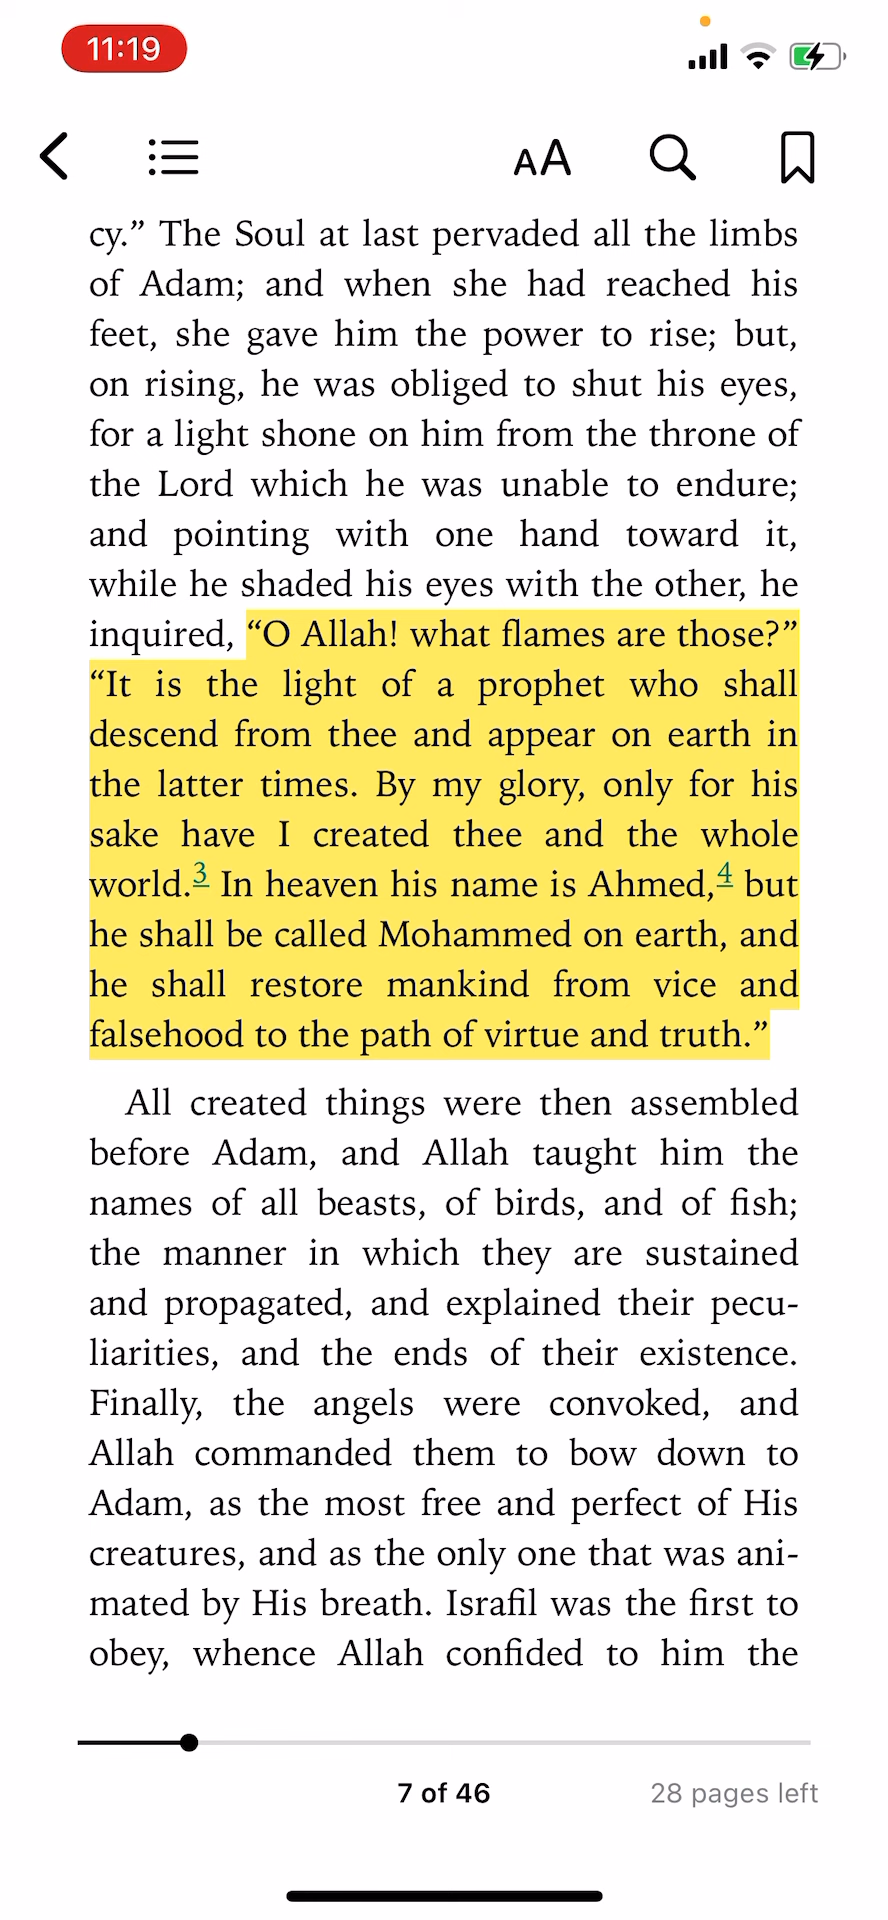 11:19
AA
cy.” The Soul at last pervaded all the limbs
of Adam; and when she had reached his
feet, she gave him the power to rise; but,
on rising, he was obliged to shut his eyes,
for a light shone on him from the throne of
the Lord which he was unable to endure;
and pointing with one hand toward it,
while he shaded his eyes with the other, he
inquired, “O Allah! what flames are those?”
“It is the light of a prophet who shall
descend from thee and appear on earth in
the latter times. By my glory, only for his
sake have I created thee and the whole
world.3 In heaven his name is Ahmed,4 but
he shall be called Mohammed on earth, and
he shall restore mankind from vice and
falsehood to the path of virtue and truth.”
All created things were then assembled
before Adam, and Allah taught him the
names of all beasts, of birds, and of fish;
the manner in which they are sustained
and propagated, and explained their pecu-
liarities, and the ends of their existence.
Finally, the angels were convoked, and
Allah commanded them to bow down to
Adam, as the most free and perfect of His
creatures, and as the only one that was ani-
mated by His breath. Israfil was the first to
obey, whence Allah confided to him the
7 of 46
28 pages left